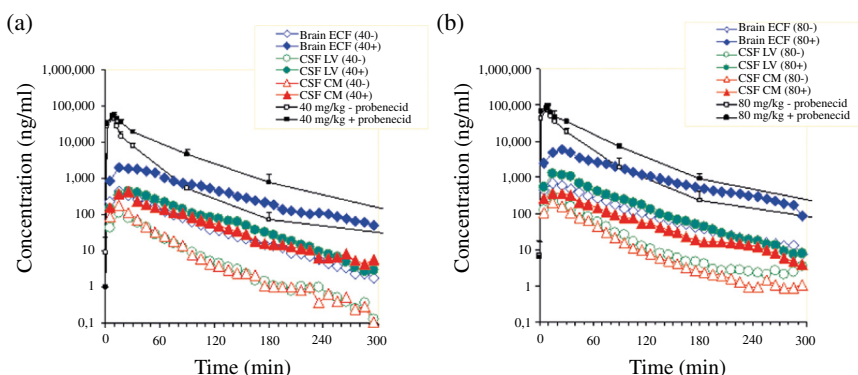 (a)
Brain ECF (40-)
Brain ECF (40+)
CSF LV (40-)
CSF LV (40+)
CSF CM (40-)
CSF CM (40+)
40 mg/kg - probenecid
40 mg/kg + probenecid
Concentration (ng/ml)
1,000,000
100,000
10,000
1,000
100
10
1
0,1
0
60
120
180
240
300
Time (min)
(b)
Brain ECF (80-)
Brain ECF (80+)
CSF LV (80-)
CSF LV (80+)
CSF CM (80-)
CSF CM (80+)
80 mg/kg - probenecid
80 mg/kg + probenecid
Concentration (ng/ml)
1,000,000
100,000
10,000
1,000
100
10
1
0,1
0
60
120
180
240
300
Time (min)